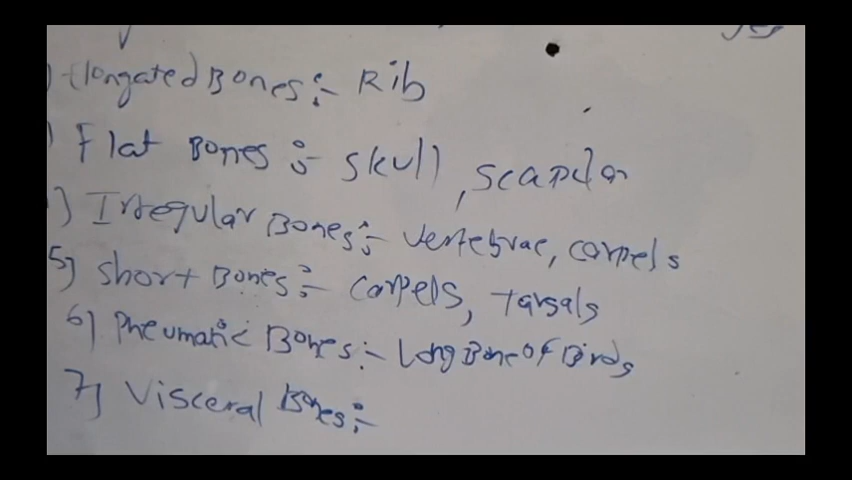 ) Elongated Bones :- Rib
) Flat Bones :- Skull, Scapular
) Irregular Bones :- Vertebrae, Carpels
5) Short Bones :- Carpels, Tarsals
6) Pneumatic Bones :- Long Bone of Birds
7) Visceral Bones :-